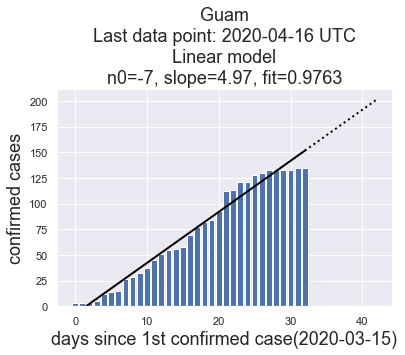 Guam
Last data point: 2020-04-16 UTC
Linear model
n0=-7, slope=4.97, fit=0.9763
200
175
150
125
100
75
50
25
0
confirmed cases
0 10 20 30 40
days since 1st confirmed case(2020-03-15)